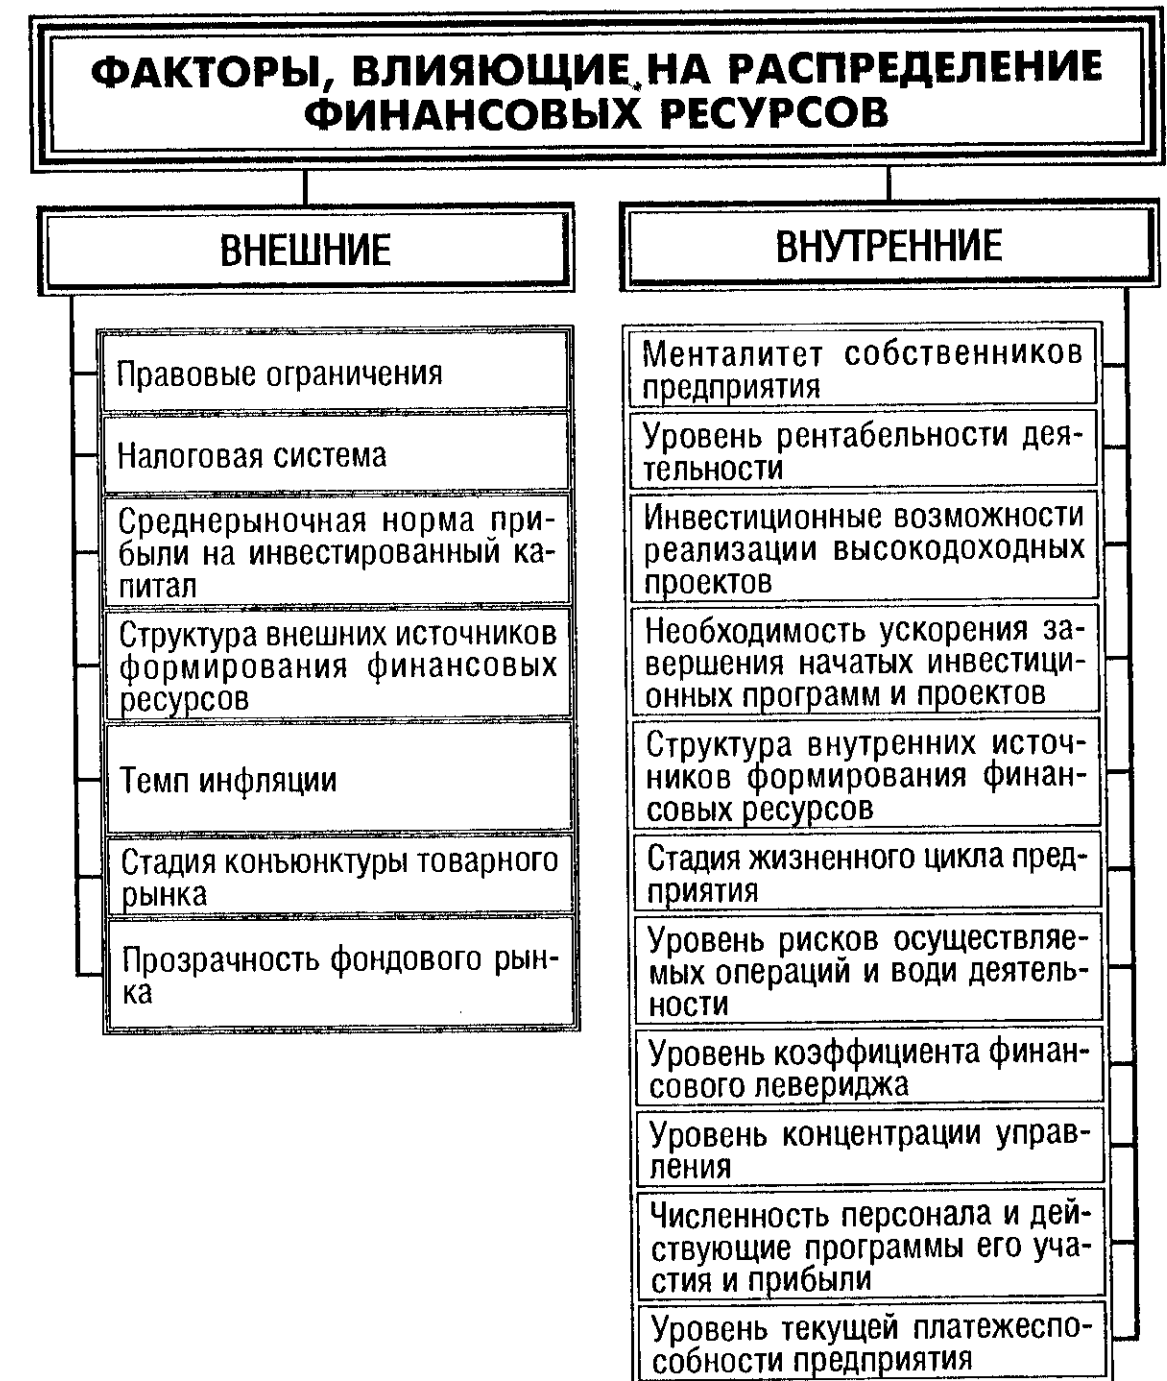 ФАКТОРЫ, ВЛИЯЮЩИЕ НА РАСПРЕДЕЛЕНИЕ
ФИНАНСОВЫХ РЕСУРСОВ
ВНЕШНИЕ
Правовые ограничения
Налоговая система
Среднерыночная норма при-
были на инвестированный ка-
питал
Структура внешних источников
формирования финансовых
ресурсов
Темп инфляции
Стадия конъюнктуры товарного
рынка
Прозрачность фондового рын-
ка
ВНУТРЕННИЕ
Менталитет собственников
предприятия
Уровень рентабельности дея-
тельности
Инвестиционные возможности
реализации высокодоходных
проектов
Необходимость ускорения за-
вершения начатых инвестици-
онных программ и проектов
Структура внутренних источ-
ников формирования финан-
совых ресурсов
Стадия жизненного цикла пред-
приятия
Уровень рисков осуществляе-
мых операций и води деятель-
ности
Уровень коэффициента финан-
сового левериджа
Уровень концентрации управ-
ления
Численность персонала и дей-
ствующие программы его уча-
стия и прибыли
Уровень текущей платежеспо-
собности предприятия